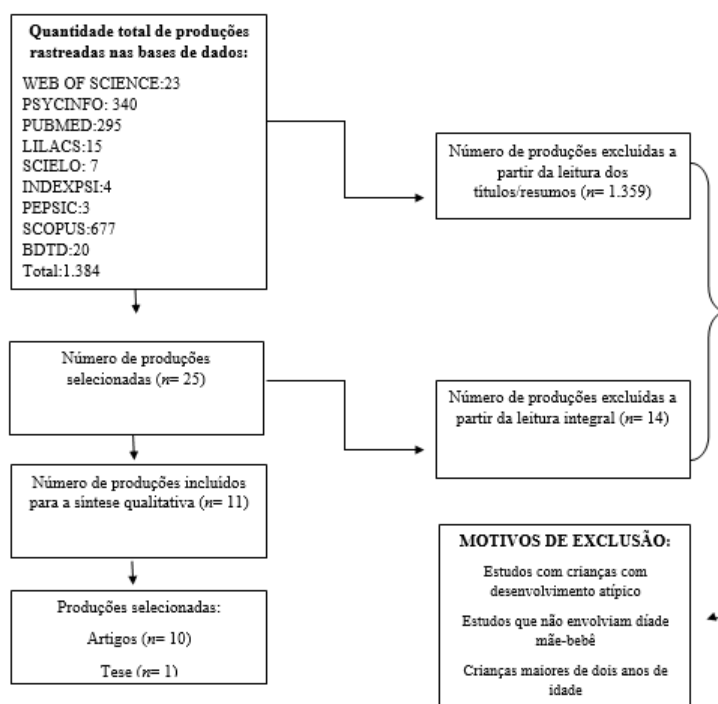 Quantidade total de produções
rastreadas nas bases de dados:
WEB OF SCIENCE:23
PSYCINFO: 340
PUBMED:295
LILACS:15
SCIELO: 7
INDEXPSI:4
PEPSIC:3
SCOPUS:677
BDTD:20
Total:1.384
Número de produções excluídas a
partir da leitura dos
títulos/resumos (n= 1.359)
Número de produções
selecionadas (n= 25)
Número de produções excluídas a
partir da leitura integral (n= 14)
Número de produções incluídos
para a síntese qualitativa (n= 11)
Produções selecionadas:
Artigos (n= 10)
Tese (n= 1)
MOTIVOS DE EXCLUSÃO:
Estudos com crianças com
desenvolvimento atípico
Estudos que não envolviam díade
mãe-bebê
Crianças maiores de dois anos de
idade